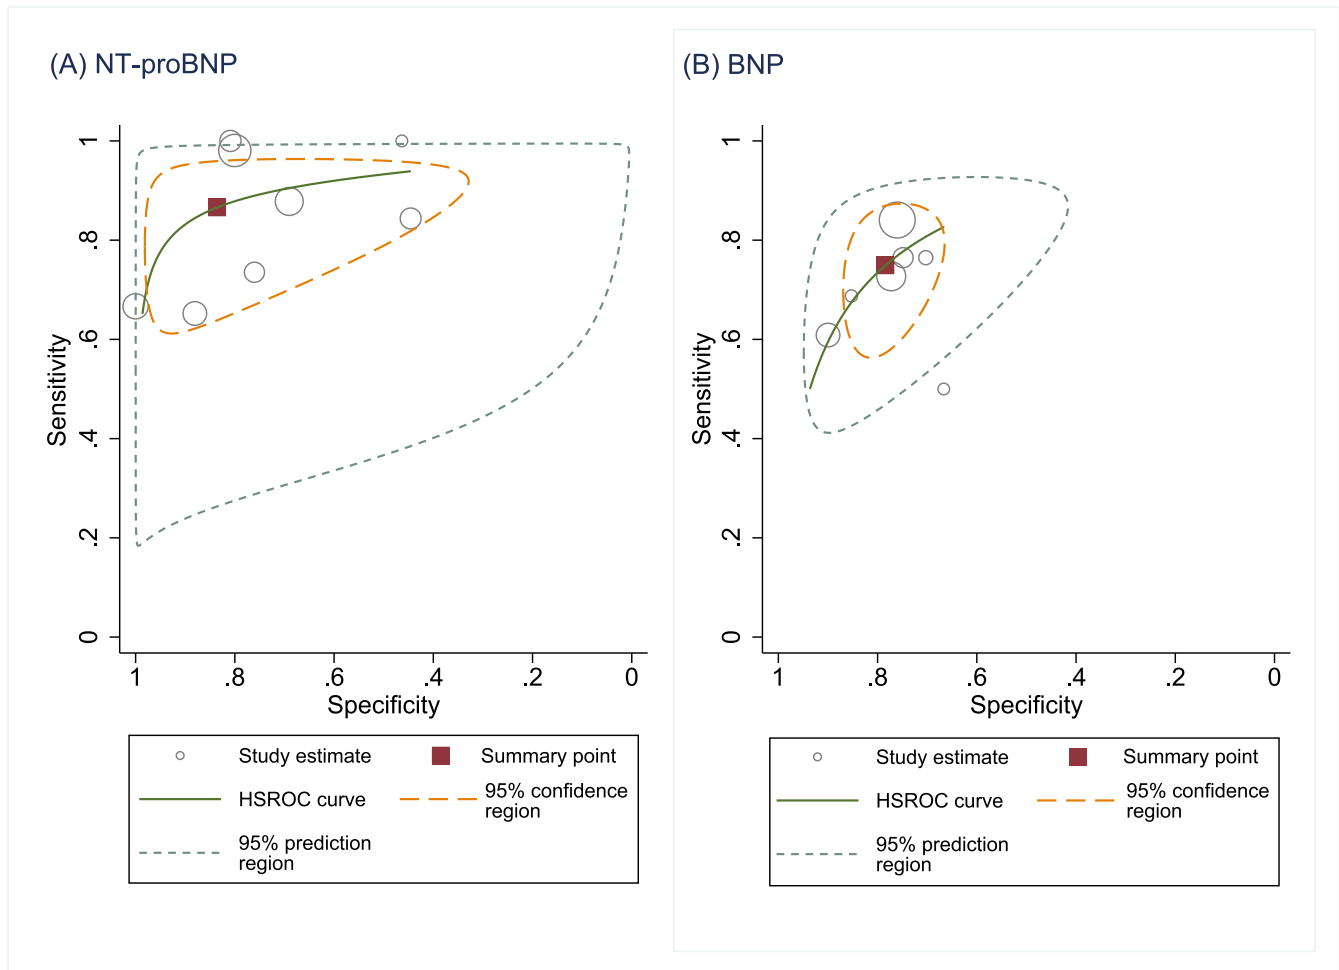 (A) NT-proBNP
Sensitivity
1
.8
.6
.4
.2
0
1 .8 .6 .4 .2 0
Specificity
Study estimate Summary point
HSROC curve 95% confidence
region
95% prediction
region
(B) BNP
Sensitivity
1
.8
.6
.4
.2
0
1 .8 .6 .4 .2 0
Specificity
Study estimate Summary point
HSROC curve 95% confidence
region
95% prediction
region